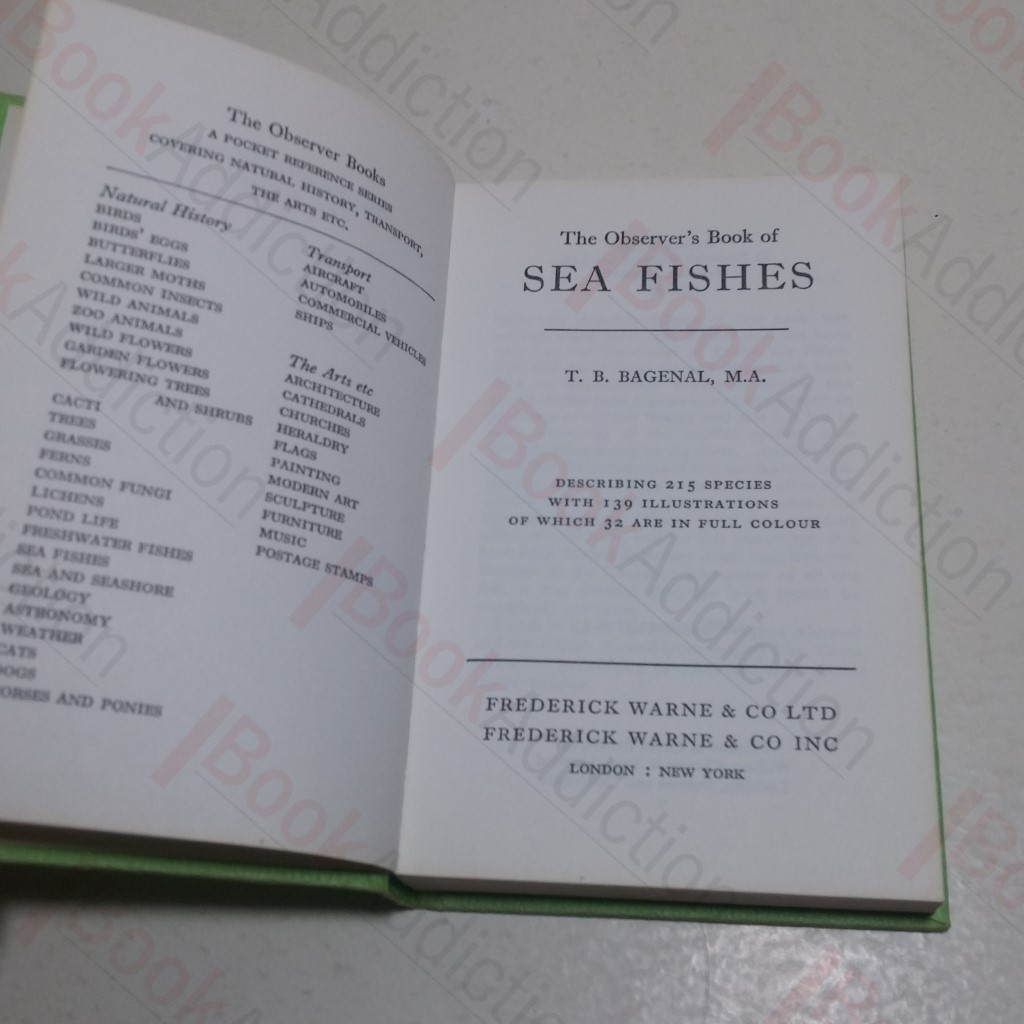 The Observer Books
A POCKET REFERENCE SERIES
COVERING NATURAL HISTORY, TRANSPORT,
THE ARTS ETC.
Natural History
BIRDS
BIRDS' EGGS
BUTTERFLIES
LARGER MOTHS
COMMON INSECTS
WILD ANIMALS
ZOO ANIMALS
WILD FLOWERS
GARDEN FLOWERS
FLOWERING TREES
AND SHRUBS
CACTI
TREES
GRASSES
FERNS
COMMON FUNGI
LICHENS
POND LIFE
FRESHWATER FISHES
SEA FISHES
SEA AND SEASHORE
GEOLOGY
ASTRONOMY
WEATHER
CATS
OGS
ORSES AND PONIES
Transport
AIRCRAFT
AUTOMOBILES
COMMERCIAL VEHICLES
SHIPS
The Arts etc
ARCHITECTURE
CATHEDRALS
CHURCHES
HERALDRY
FLAGS
PAINTING
MODERN ART
SCULPTURE
FURNITURE
MUSIC
POSTAGE STAMPS
The Observer's Book of
SEA FISHES
T. B. BAGENAL, M.A.
DESCRIBING 215 SPECIES
WITH 139 ILLUSTRATIONS
OF WHICH 32 ARE IN FULL COLOUR
FREDERICK WARNE & CO LTD
FREDERICK WARNE & CO INC
LONDON : NEW YORK
BookAddiction